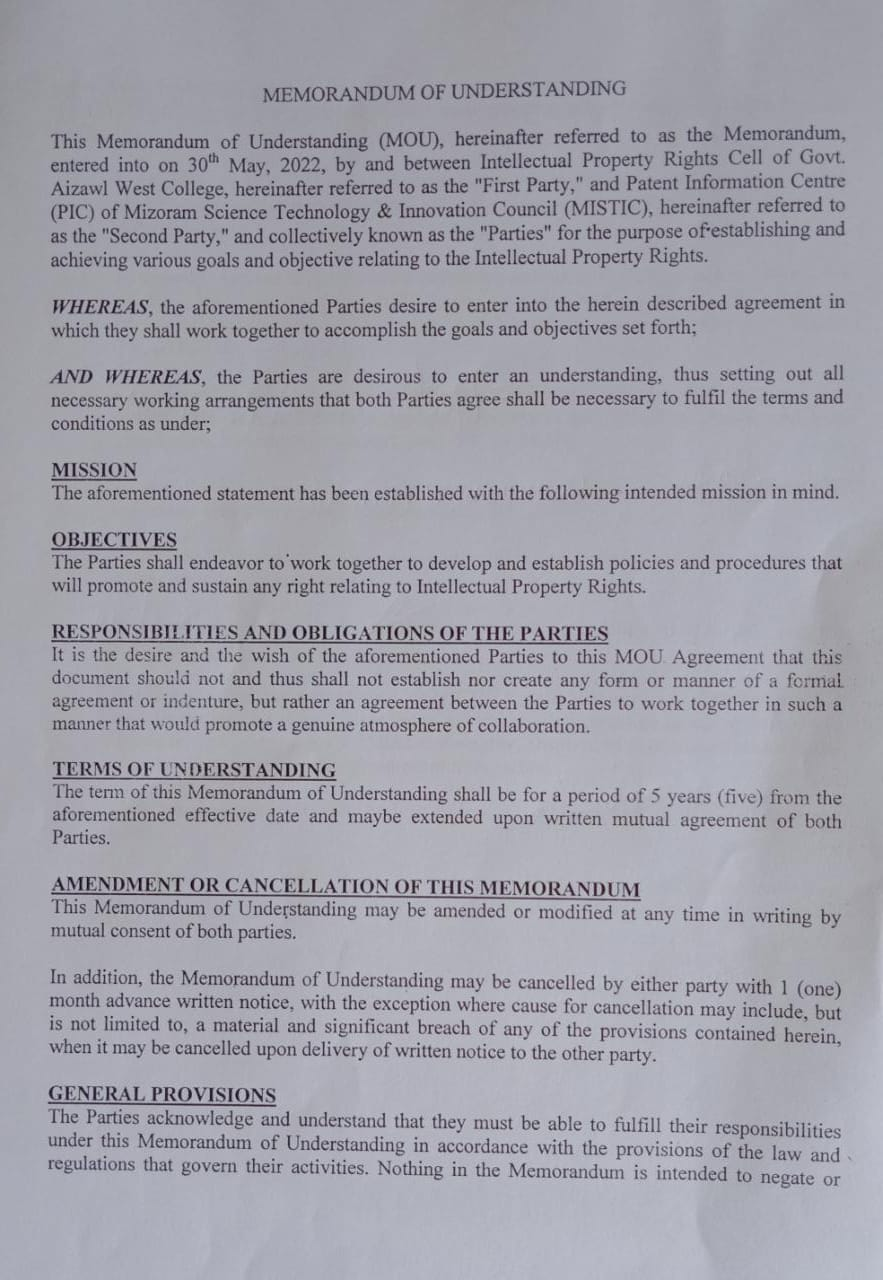 MEMORANDUM OF UNDERSTANDING
This Memorandum of Understanding (MOU), hereinafter referred to as the Memorandum,
entered into on 30th May, 2022, by and between Intellectual Property Rights Cell of Govt.
Aizawl West College, hereinafter referred to as the "First Party," and Patent Information Centre
(PIC) of Mizoram Science Technology & Innovation Council (MISTIC), hereinafter referred to
as the "Second Party," and collectively known as the "Parties" for the purpose of establishing and
achieving various goals and objective relating to the Intellectual Property Rights.
WHEREAS, the aforementioned Parties desire to enter into the herein described agreement in
which they shall work together to accomplish the goals and objectives set forth;
AND WHEREAS, the Parties are desirous to enter an understanding, thus setting out all
necessary working arrangements that both Parties agree shall be necessary to fulfil the terms and
conditions as under;
MISSION
The aforementioned statement has been established with the following intended mission in mind.
OBJECTIVES
The Parties shall endeavor to work together to develop and establish policies and procedures that
will promote and sustain any right relating to Intellectual Property Rights.
RESPONSIBILITIES AND OBLIGATIONS OF THE PARTIES
It is the desire and the wish of the aforementioned Parties to this MOU Agreement that this
document should not and thus shall not establish nor create any form or manner of a formal
agreement or indenture, but rather an agreement between the Parties to work together in such a
manner that would promote a genuine atmosphere of collaboration.
TERMS OF UNDERSTANDING
The term of this Memorandum of Understanding shall be for a period of 5 years (five) from the
aforementioned effective date and maybe extended upon written mutual agreement of both
Parties.
AMENDMENT OR CANCELLATION OF THIS MEMORANDUM
This Memorandum of Understanding may be amended or modified at any time in writing by
mutual consent of both parties.
In addition, the Memorandum of Understanding may be cancelled by either party with 1 (one)
month advance written notice, with the exception where cause for cancellation may include, but
is not limited to, a material and significant breach of any of the provisions contained herein,
when it may be cancelled upon delivery of written notice to the other party.
GENERAL PROVISIONS
The Parties acknowledge and understand that they must be able to fulfill their responsibilities
under this Memorandum of Understanding in accordance with the provisions of the law and
regulations that govern their activities. Nothing in the Memorandum is intended to negate or